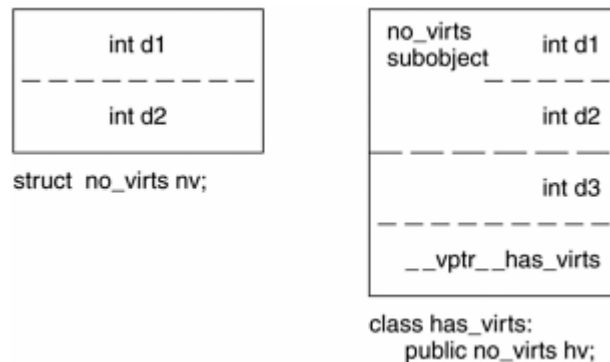 int d1
int d2
struct no_virts nv;
no_virts
subobject
int d1
int d2
int d3
__vptr__has_virts
class has_virts:
public no_virts hv;